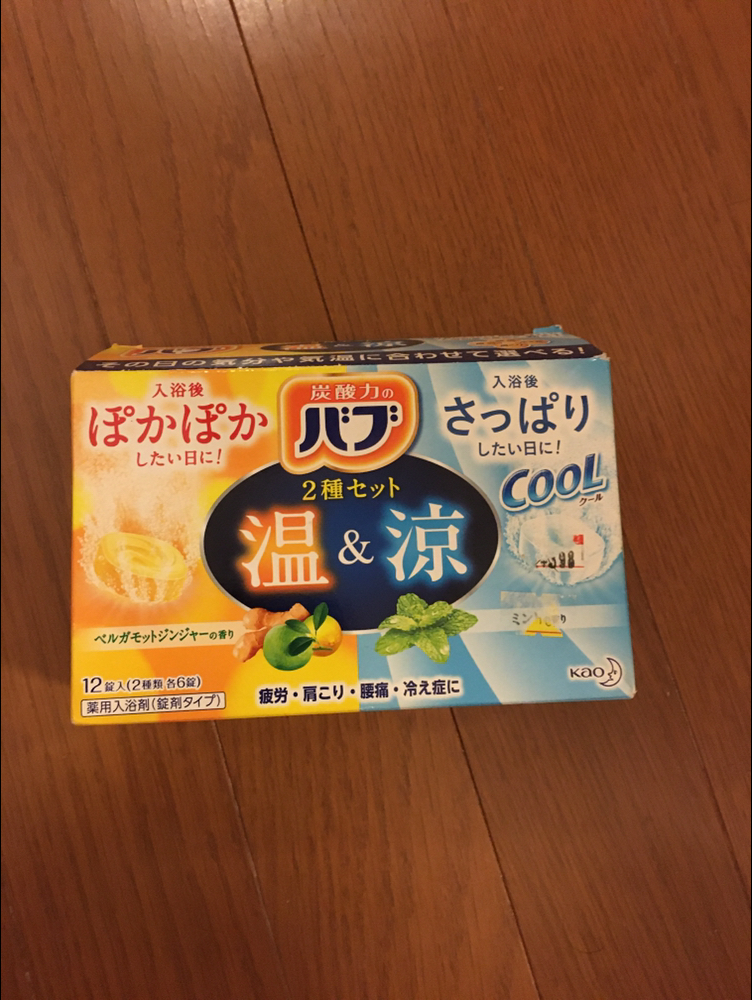 その日の気分や気温に合わせて選べる!
入浴後
ぽかぽか
したい日に!
炭酸力の
バブ
2種セット
温&涼
入浴後
さっぱり
したい日に!
COOL
クール
ベルガモットジンジャーの香り
12錠入(2種類 各6錠)
薬用入浴剤(錠剤タイプ)
疲労・肩こり・腰痛・冷え症に
Kao